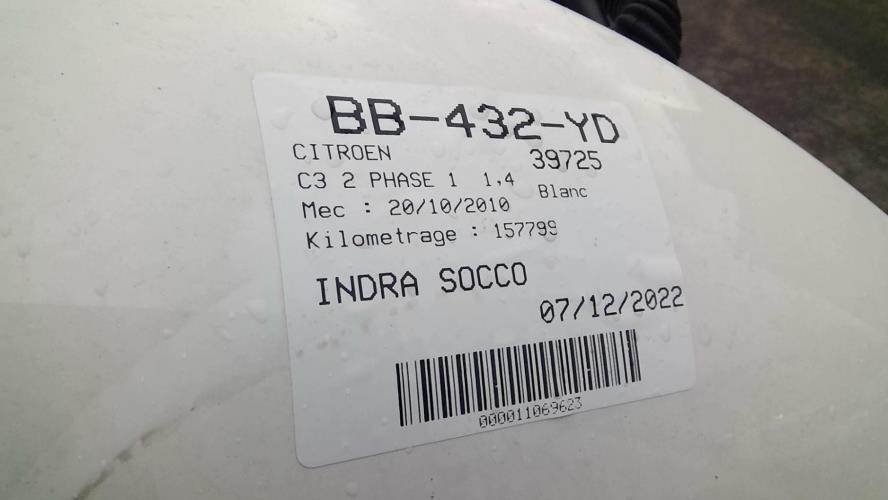 BB-432-YD
CITROEN 39725
C3 2 PHASE 1 1,4 Blanc
Mec : 20/10/2010
Kilometrage : 157799
INDRA SOCCO
07/12/2022
000011069623